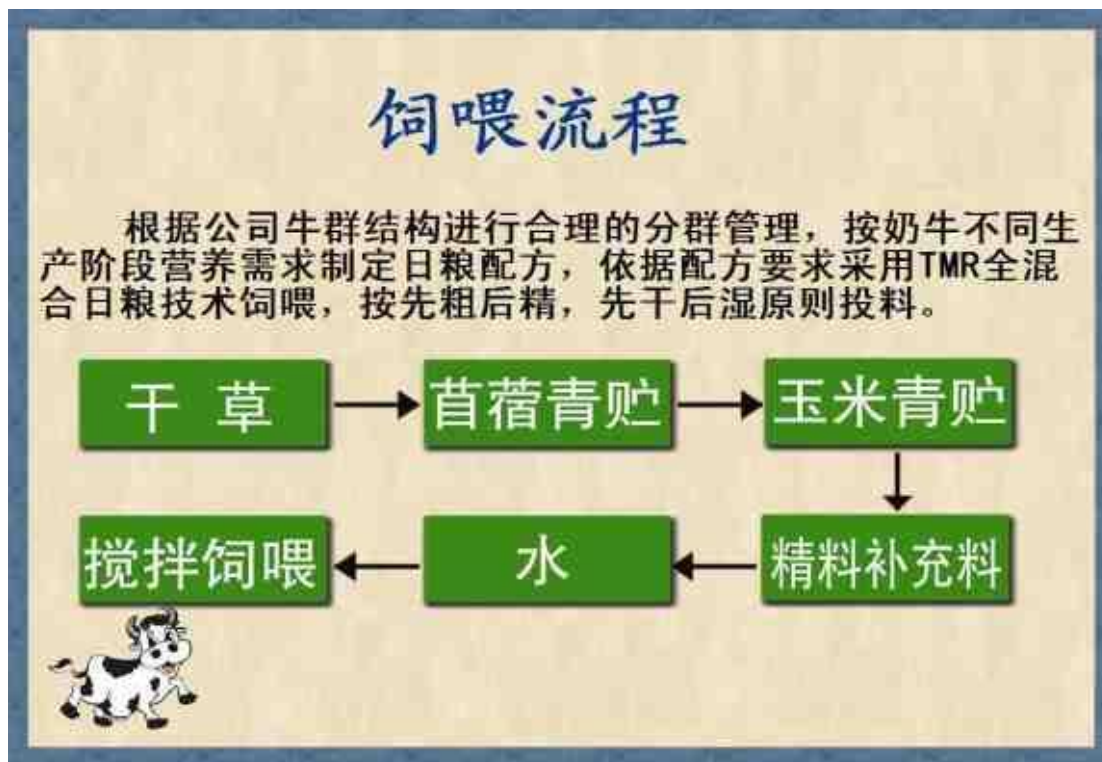 饲喂流程
根据公司牛群结构进行合理的分群管理，按奶牛不同生
产阶段营养需求制定日粮配方，依据配方要求采用TMR全混
合日粮技术饲喂，按先粗后精，先干后湿原则投料。
干 草
苜蓿青贮
玉米青贮
精料补充料
水
搅拌饲喂